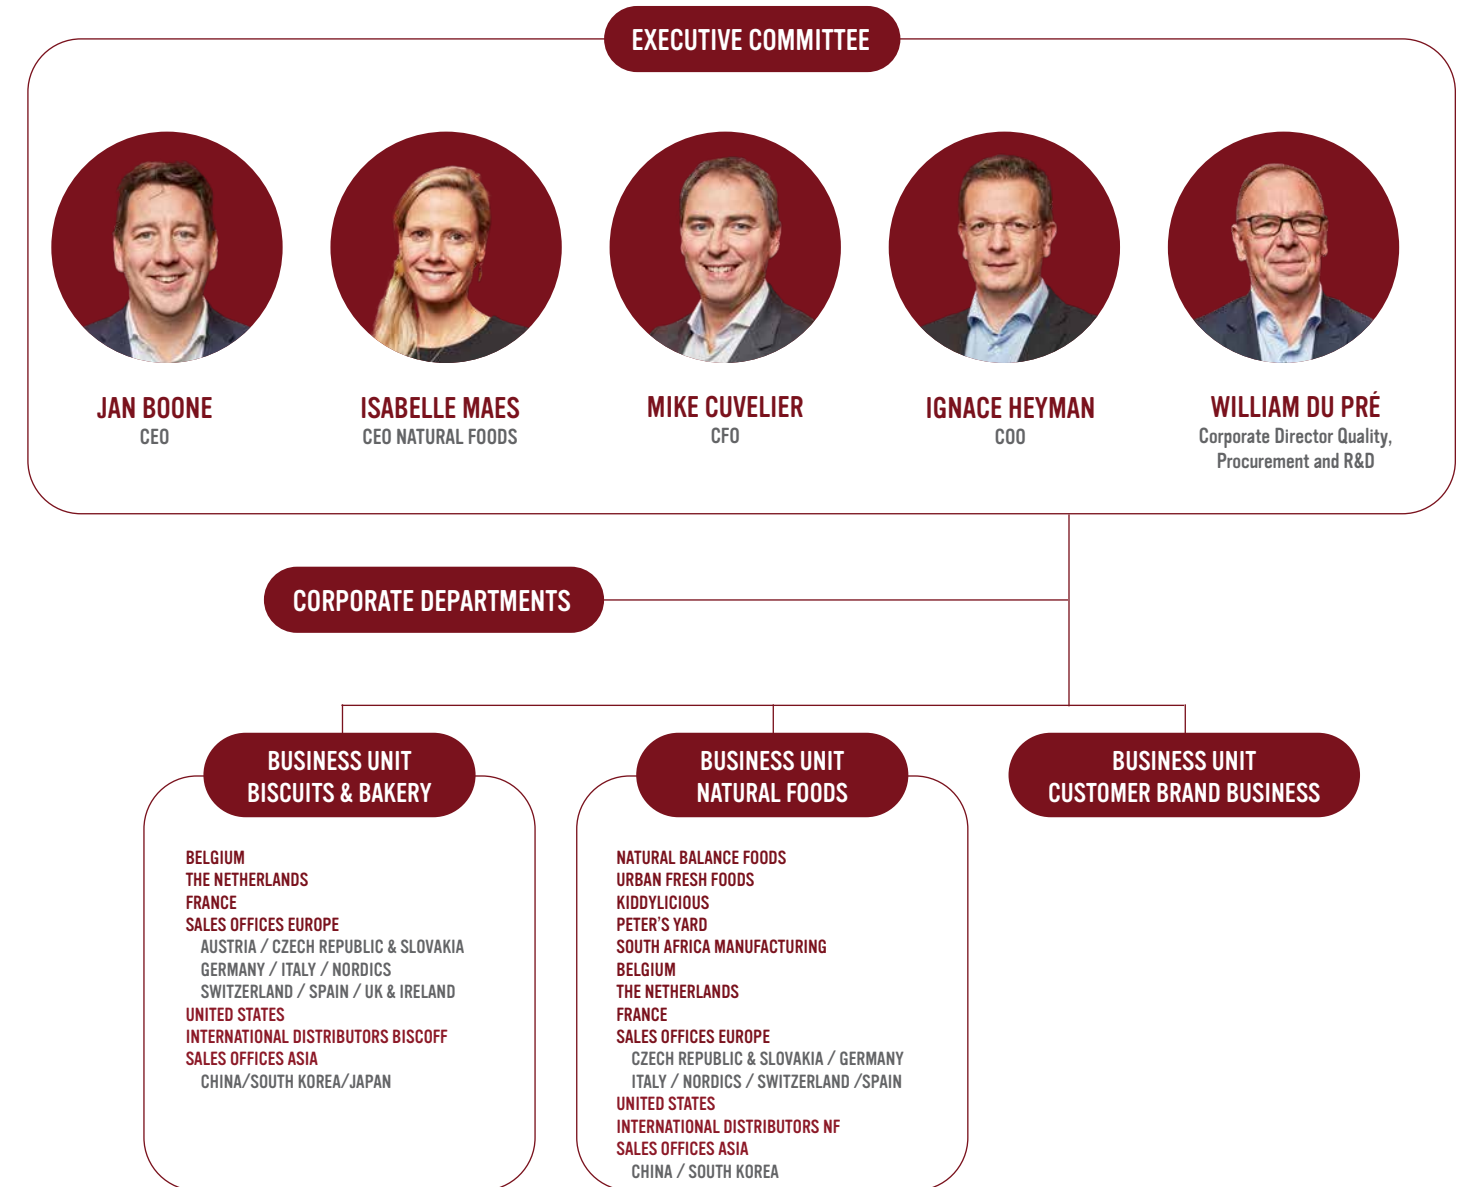 EXECUTIVE COMMITTEE
JAN BOONE
CEO
ISABELLE MAES
CEO NATURAL FOODS
MIKE CUVELIER
CFO
IGNACE HEYMAN
COO
WILLIAM DU PRÉ
Corporate Director Quality,
Procurement and R&D
CORPORATE DEPARTMENTS
BUSINESS UNIT
BISCUITS & BAKERY
BELGIUM
THE NETHERLANDS
FRANCE
SALES OFFICES EUROPE
AUSTRIA / CZECH REPUBLIC & SLOVAKIA
GERMANY / ITALY / NORDICS
SWITZERLAND / SPAIN / UK & IRELAND
UNITED STATES
INTERNATIONAL DISTRIBUTORS BISCOFF
SALES OFFICES ASIA
CHINA/SOUTH KOREA/JAPAN
BUSINESS UNIT
NATURAL FOODS
NATURAL BALANCE FOODS
URBAN FRESH FOODS
KIDDYLICIOUS
PETER'S YARD
SOUTH AFRICA MANUFACTURING
BELGIUM
THE NETHERLANDS
FRANCE
SALES OFFICES EUROPE
CZECH REPUBLIC & SLOVAKIA / GERMANY
ITALY / NORDICS / SWITZERLAND /SPAIN
UNITED STATES
INTERNATIONAL DISTRIBUTORS NF
SALES OFFICES ASIA
CHINA / SOUTH KOREA
BUSINESS UNIT
CUSTOMER BRAND BUSINESS